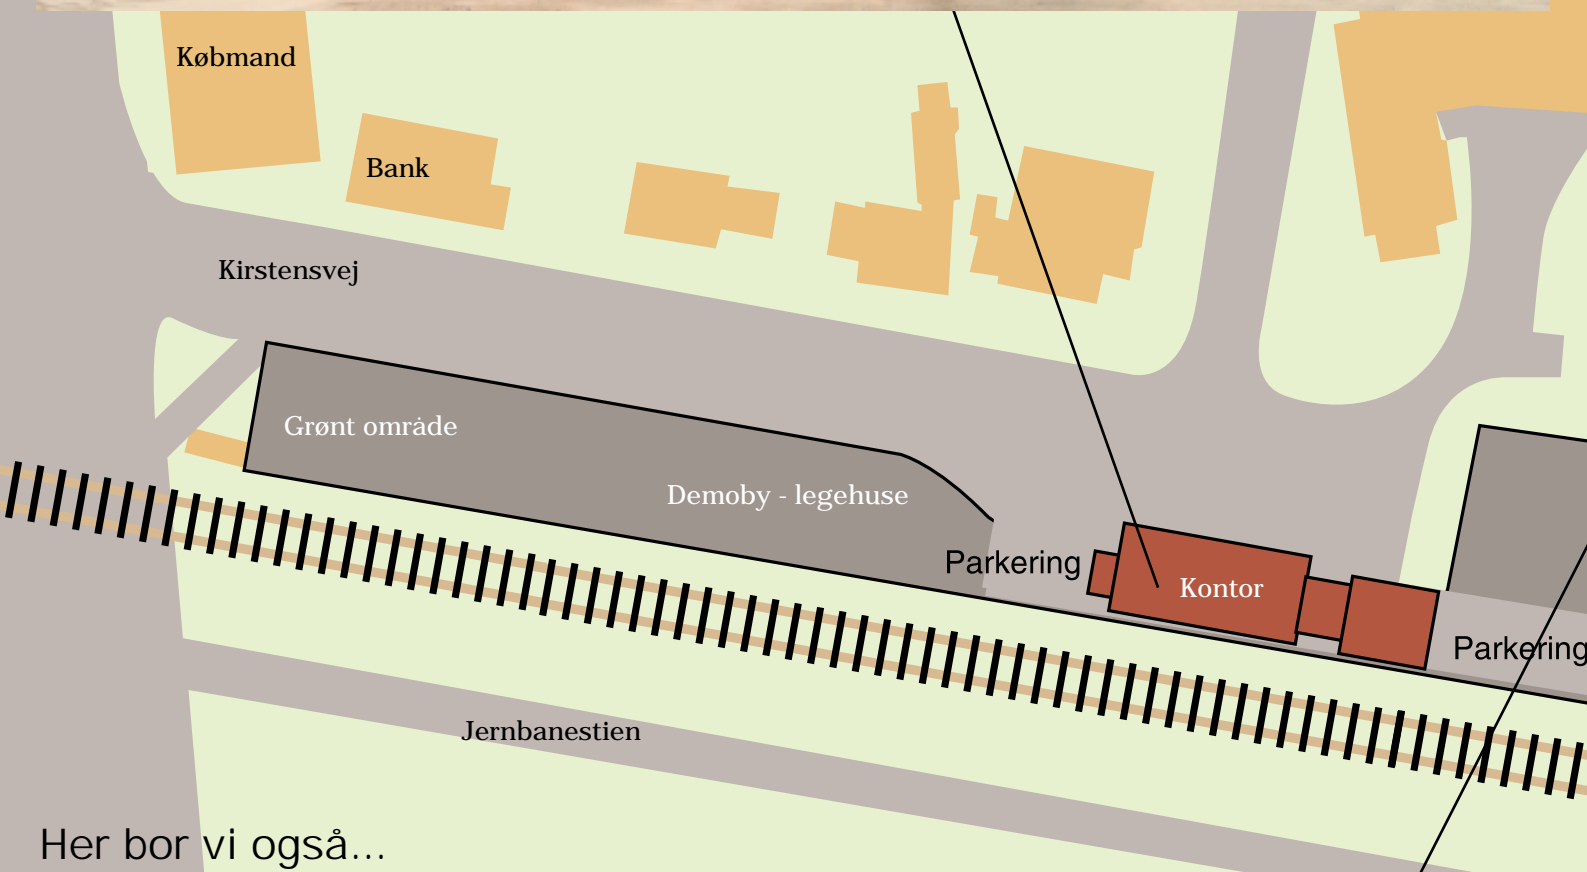 Købmand
Bank
Kirstensvej
Grønt område
Demoby - legehuse
Parkering
Kontor
Parkering
Jernbanestien
Her bor vi også...